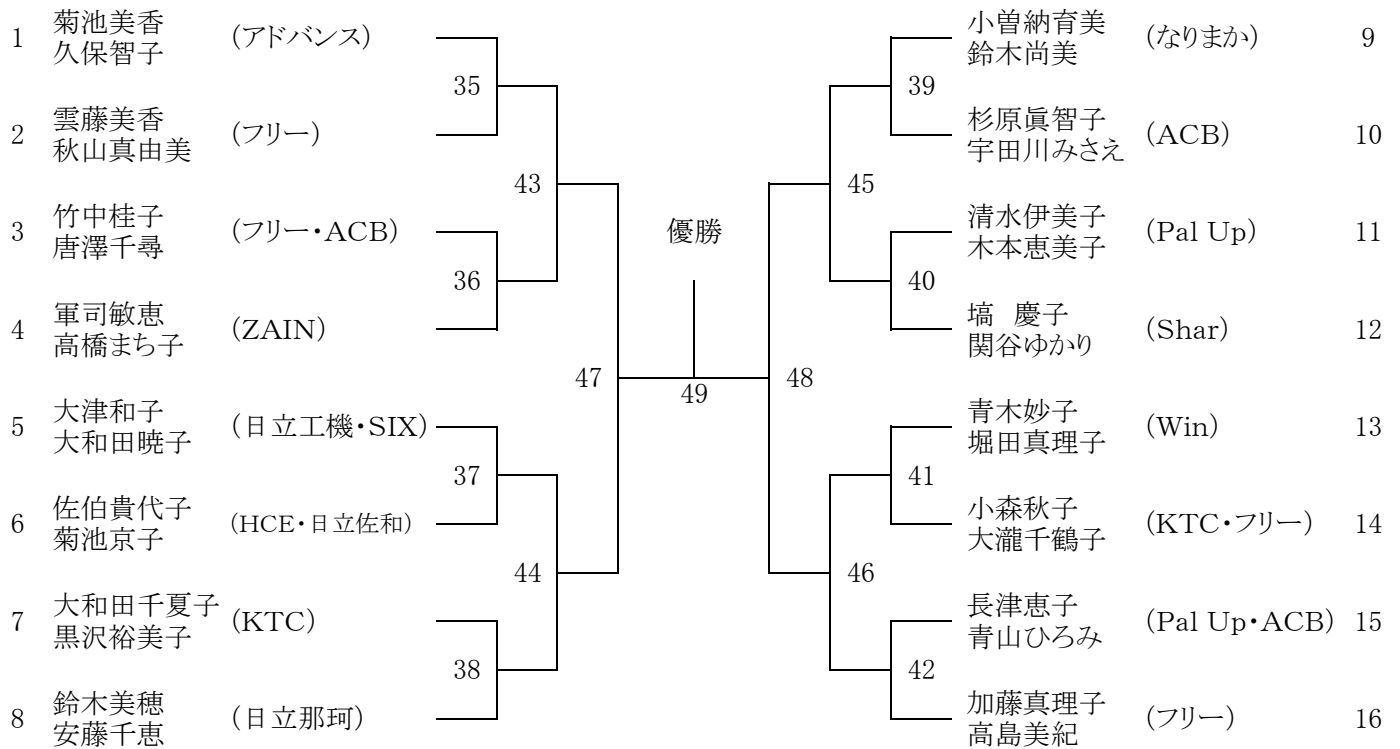 1 菊池美香 久保智子 (アドバンス)
2 雲藤美香 秋山真由美 (フリー)
3 竹中桂子 唐澤千尋 (フリー・ACB)
4 軍司敏恵 高橋まち子 (ZAIN)
5 大津和子 大和田暁子 (日立工機・SIX)
6 佐伯貴代子 菊池京子 (HCE・日立佐和)
7 大和田千夏子 黒沢裕美子 (KTC)
8 鈴木美穂 安藤千恵 (日立那珂)
35
36
37
38
43
44
47
優勝
49
48
45
46
39
40
41
42
小曽納育美 鈴木尚美 (なりまか) 9
杉原眞智子 宇田川みさえ (ACB) 10
清水伊美子 木本恵美子 (Pal Up) 11
塙 慶子 関谷ゆかり (Shar) 12
青木妙子 堀田真理子 (Win) 13
小森秋子 大瀧千鶴子 (KTC・フリー) 14
長津恵子 青山ひろみ (Pal Up・ACB) 15
加藤真理子 高島美紀 (フリー) 16